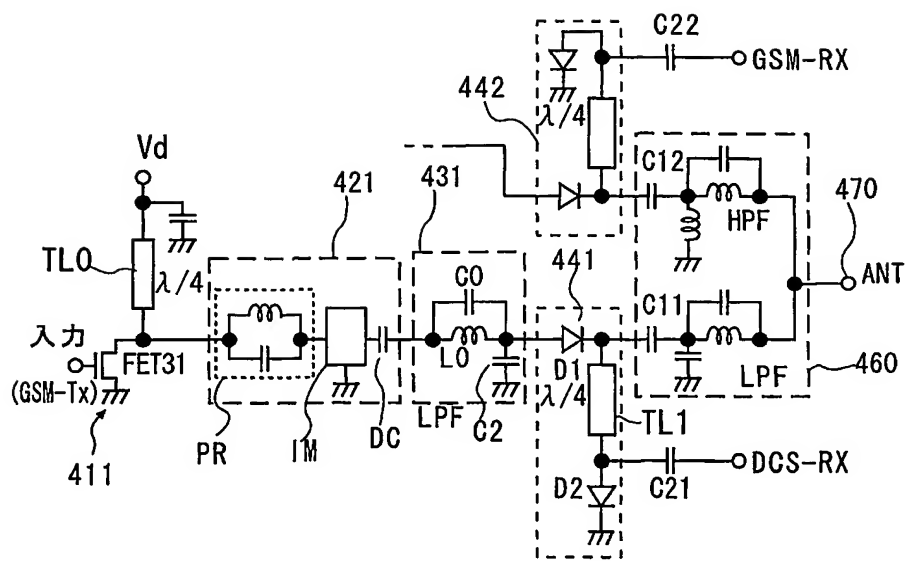 C22
GSM-RX
442
λ/4
Vd
421
431
C12
470
HPF
TL0
λ/4
441
ANT
C0
C11
入力
FET31
L0
D1
(GSM-Tx)
λ/4
LPF
460
LPF
TL1
411
PR
IM
DC
C2
D2
C21
DCS-RX